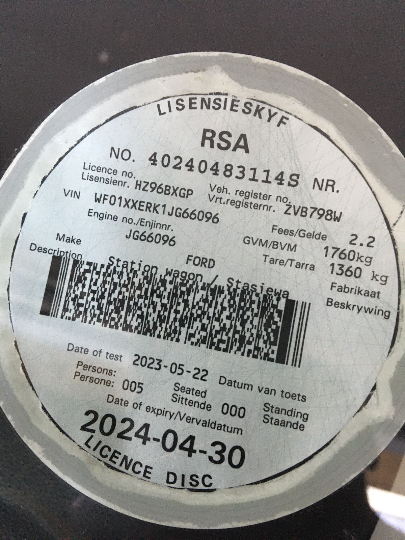 LISENSIESKYF
RSA
NO. 40240483114S NR.
Licence no. Veh. register no.
Lisensienr. HZ96BXGP Vrt.registernr. ZVB798W
VIN WF01XXERK1JG66096 Fees/Gelde 2.2
Engine no./Enjinnr. GVM/BVM 1760kg
JG66096 Tare/Tarra 1360 kg
Make FORD Fabrikaat
Description Station wagon / Stasiewa Beskrywing
Date of test 2023-05-22 Datum van toets
Persons: Seated Standing
Persone: 005 Sittende 000 Staande
Date of expiry/Vervaldatum
2024-04-30
LICENCE DISC